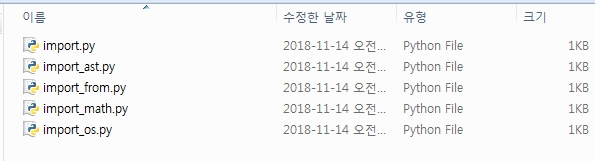 이름 수정한 날짜 유형 크기
import.py 2018-11-14 오전... Python File 1KB
import_ast.py 2018-11-14 오전... Python File 1KB
import_from.py 2018-11-14 오전... Python File 1KB
import_math.py 2018-11-14 오전... Python File 1KB
import_os.py 2018-11-14 오전... Python File 1KB